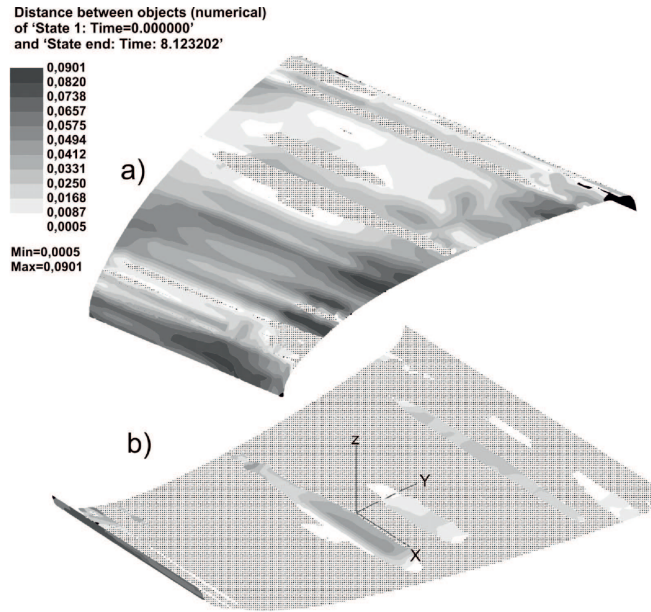 Distance between objects (numerical)
of ‘State 1: Time=0.000000’
and ‘State end: Time: 8.123202’
0,0901
0,0820
0,0738
0,0657
0,0575
0,0494
0,0412
0,0331
0,0250
0,0168
0,0087
0,0005
Min=0,0005
Max=0,0901
a)
b)
Z
Y
X